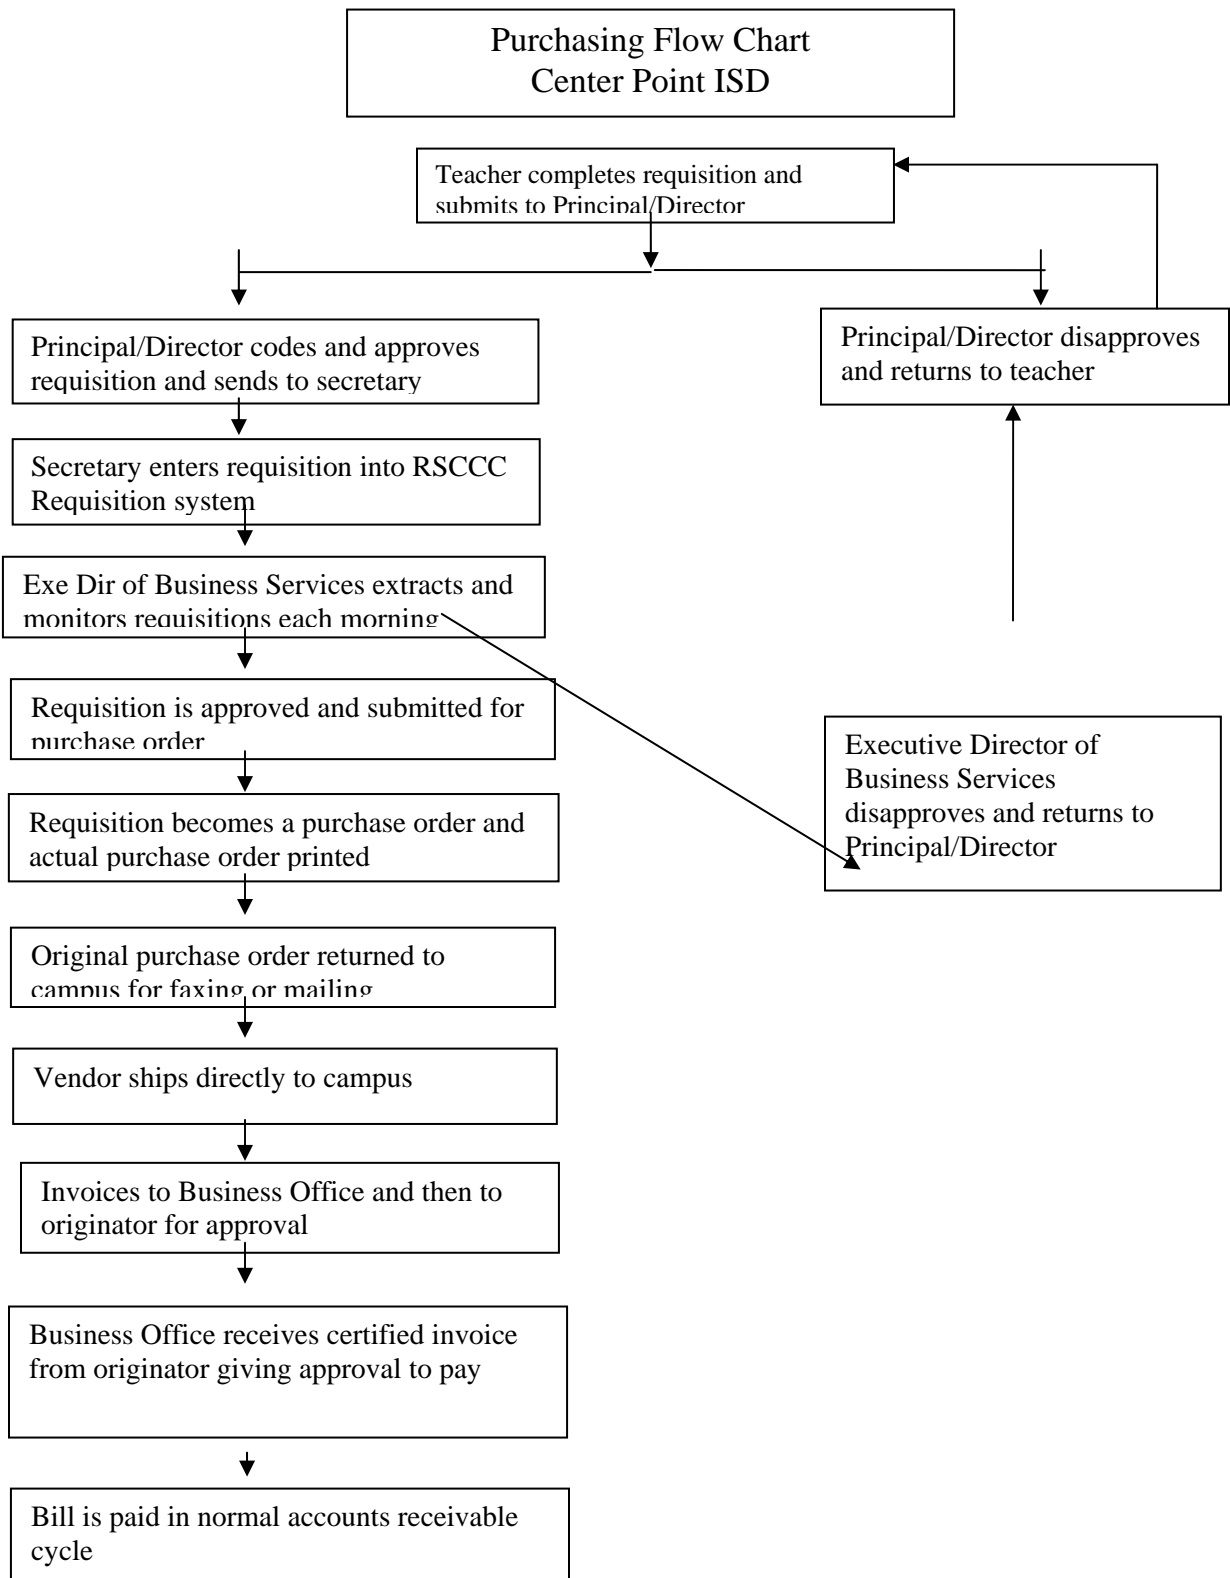 Purchasing Flow Chart
Center Point ISD
Teacher completes requisition and
submits to Principal/Director
Principal/Director codes and approves
requisition and sends to secretary
Principal/Director disapproves
and returns to teacher
Secretary enters requisition into RSCCC
Requisition system
Exe Dir of Business Services extracts and
monitors requisitions each morning
Requisition is approved and submitted for
purchase order
Executive Director of
Business Services
disapproves and returns to
Principal/Director
Requisition becomes a purchase order and
actual purchase order printed
Original purchase order returned to
campus for faxing or mailing
Vendor ships directly to campus
Invoices to Business Office and then to
originator for approval
Business Office receives certified invoice
from originator giving approval to pay
Bill is paid in normal accounts receivable
cycle